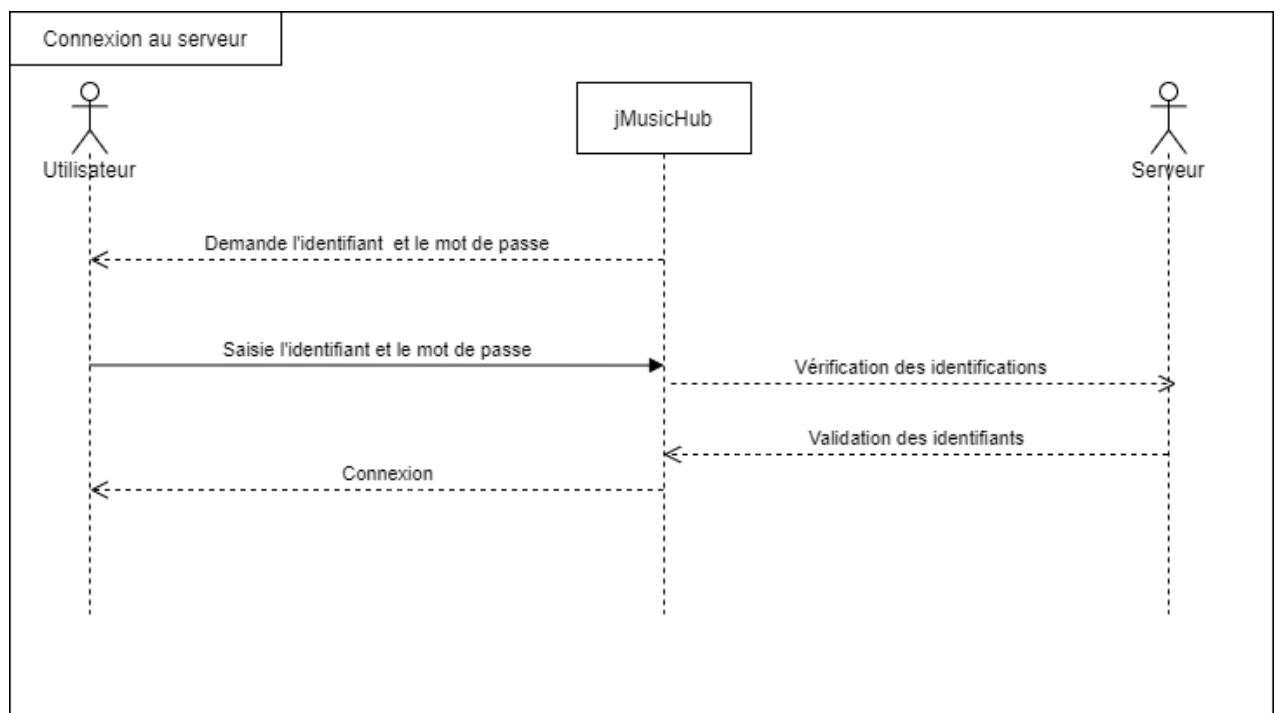 Connexion au serveur
jMusicHub
Utilisateur
Serveur
Demande l'identifiant et le mot de passe
Saisie l'identifiant et le mot de passe
Vérification des identifications
Validation des identifiants
Connexion